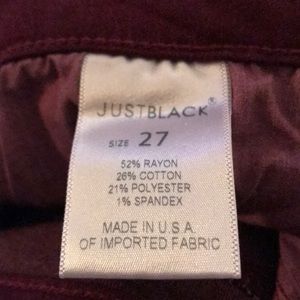 JUSTBLACK®
SIZE 27
52% RAYON
26% COTTON
21% POLYESTER
1% SPANDEX
MADE IN U.S.A.
OF IMPORTED FABRIC